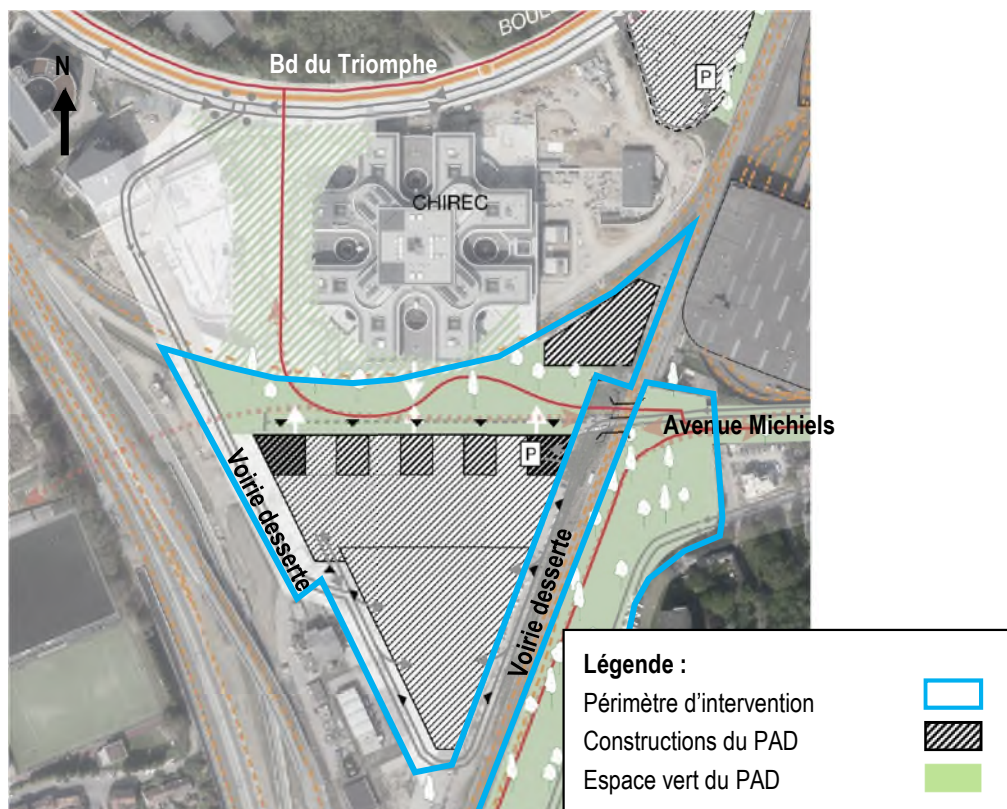 BOUL
Bd du Triomphe
N
P
CHIREC
Avenue Michiels
P
Voirie desserte
Voirie desserte
Légende :
Périmètre d'intervention
Constructions du PAD
Espace vert du PAD